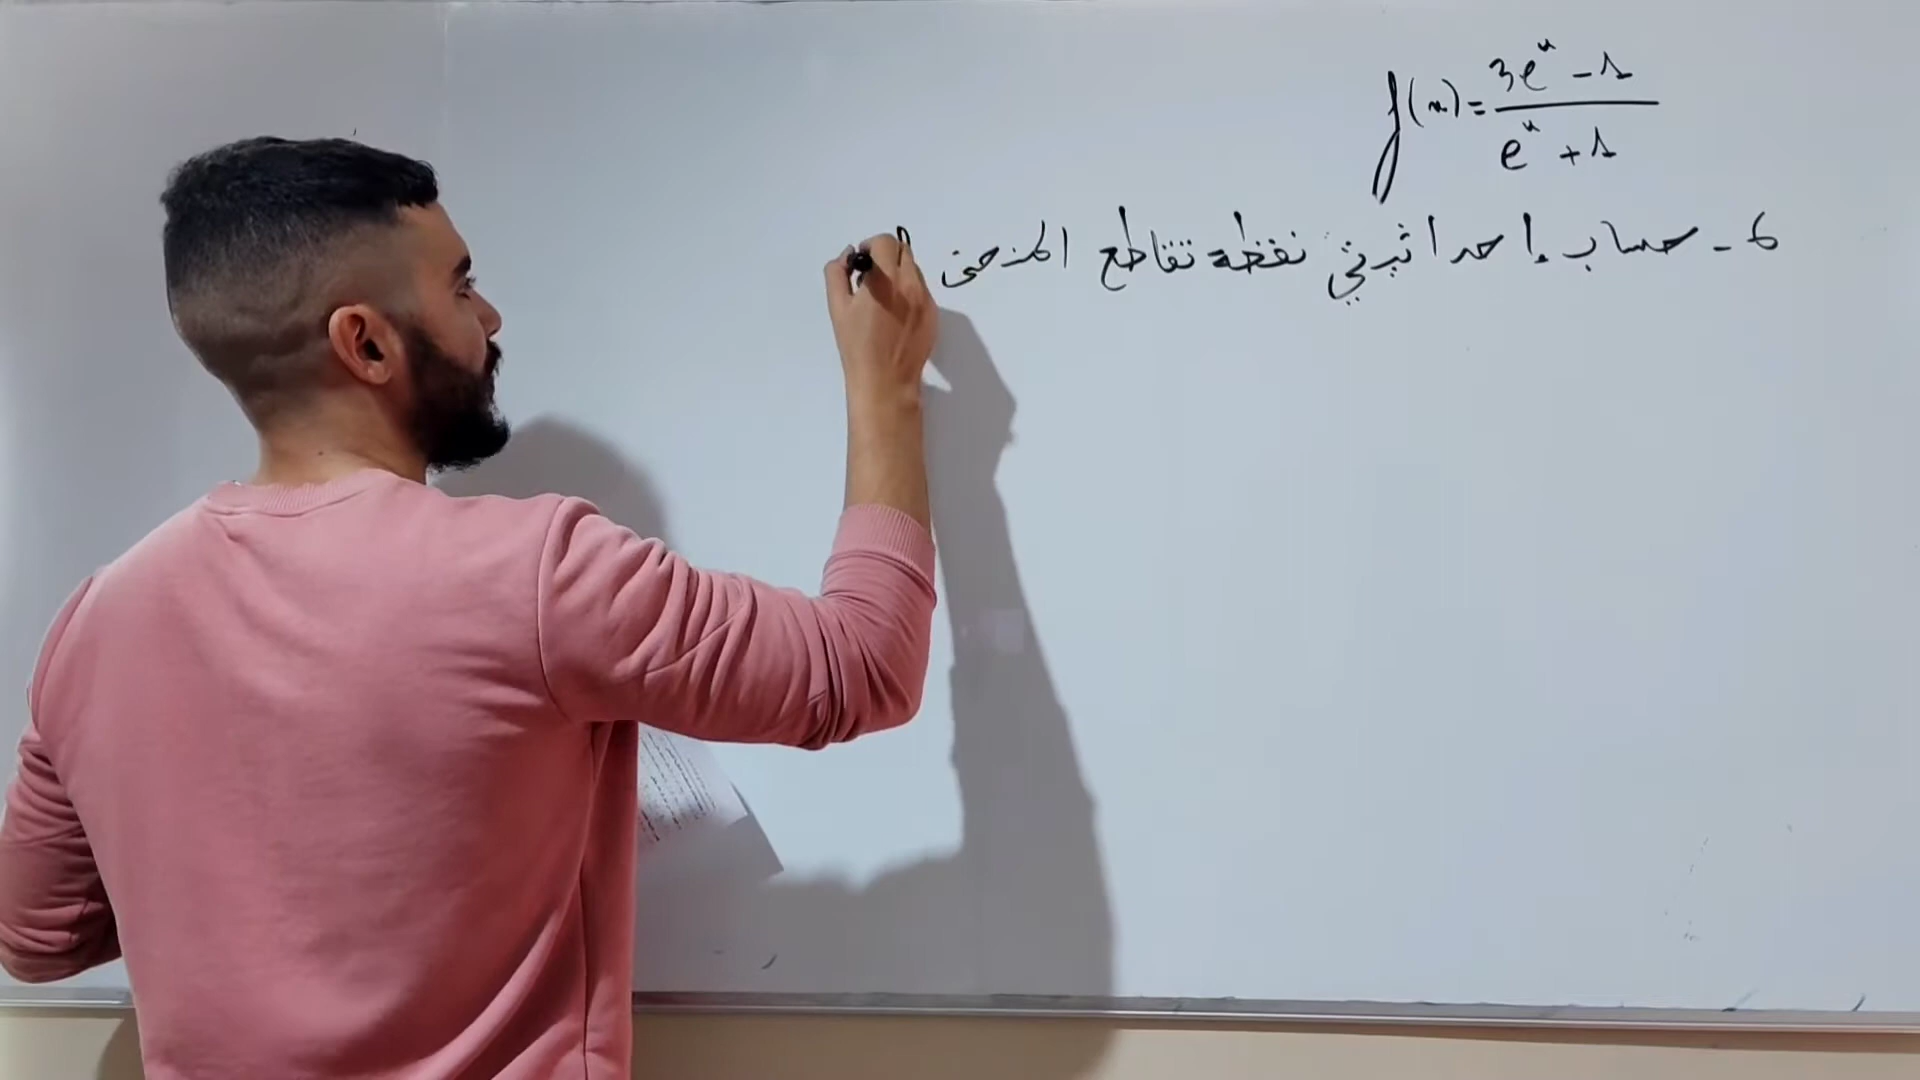 f(x) = (3e^x - 1) / (e^x + 1)
6 - حساب إحداثيتي نقطة تقاطع المنحنى